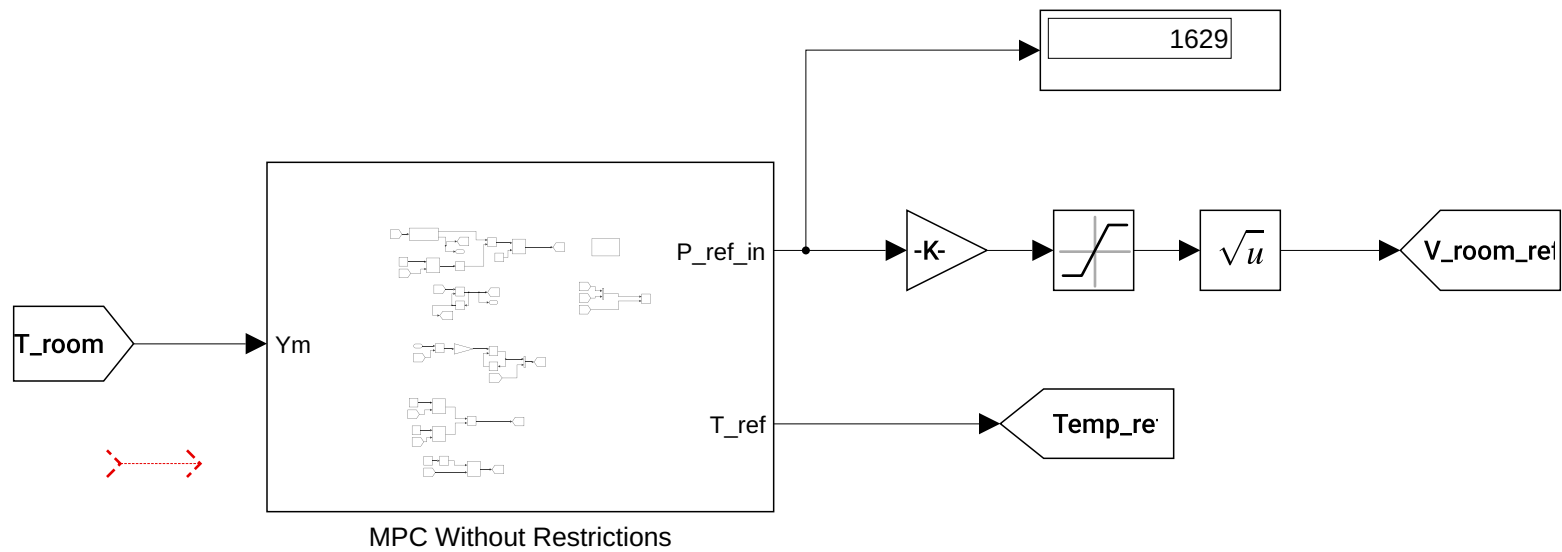 1629
P_ref_in
-K-
√u
V_room_ref
T_room
Ym
T_ref
Temp_re
MPC Without Restrictions